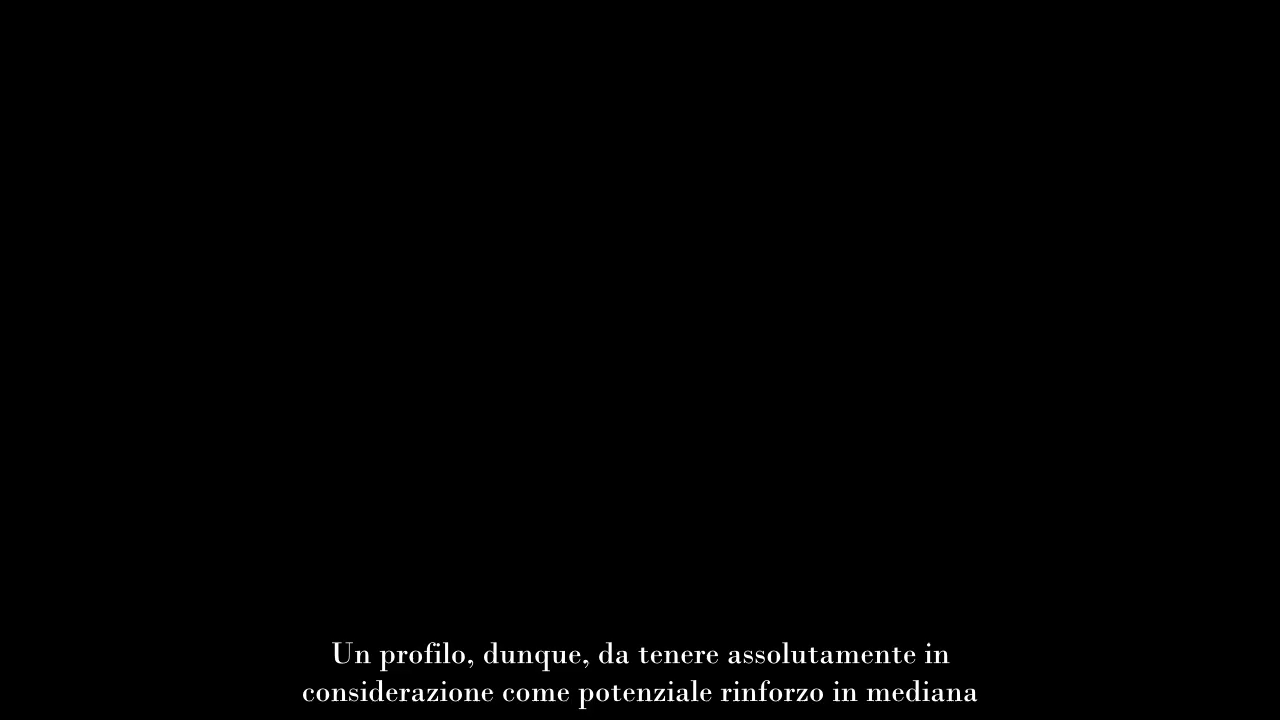 Un profilo, dunque, da tenere assolutamente in
considerazione come potenziale rinforzo in mediana